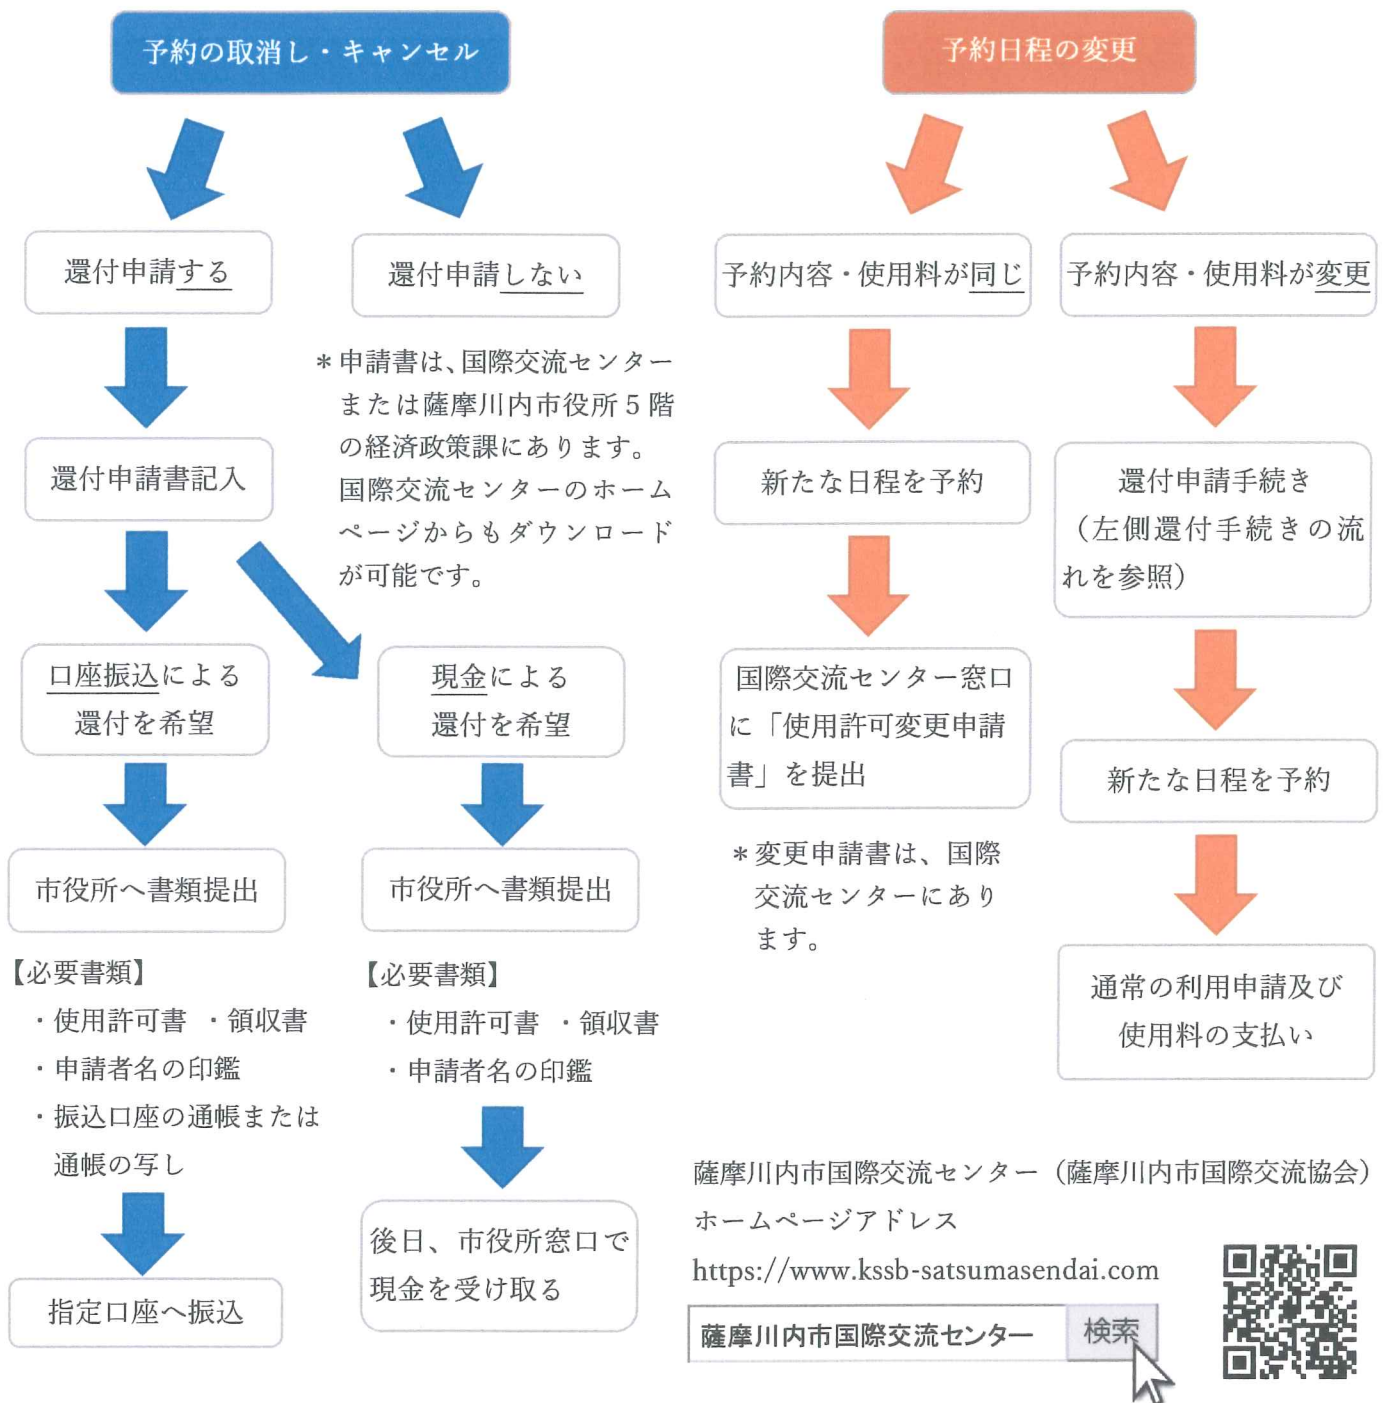 予約の取消し・キャンセル
還付申請する
還付申請しない
＊申請書は、国際交流センター
または薩摩川内市役所５階
の経済政策課にあります。
国際交流センターのホーム
ページからもダウンロード
が可能です。
還付申請書記入
口座振込による
還付を希望
現金による
還付を希望
市役所へ書類提出
【必要書類】
・使用許可書 ・領収書
・申請者名の印鑑
・振込口座の通帳または
通帳の写し
指定口座へ振込
市役所へ書類提出
【必要書類】
・使用許可書 ・領収書
・申請者名の印鑑
後日、市役所窓口で
現金を受け取る
予約日程の変更
予約内容・使用料が同じ
新たな日程を予約
国際交流センター窓口
に「使用許可変更申請
書」を提出
＊変更申請書は、国際
交流センターにあり
ます。
予約内容・使用料が変更
還付申請手続き
（左側還付手続きの流
れを参照）
新たな日程を予約
通常の利用申請及び
使用料の支払い
薩摩川内市国際交流センター（薩摩川内市国際交流協会）
ホームページアドレス
https://www.kssb-satsumasendai.com
薩摩川内市国際交流センター 検索